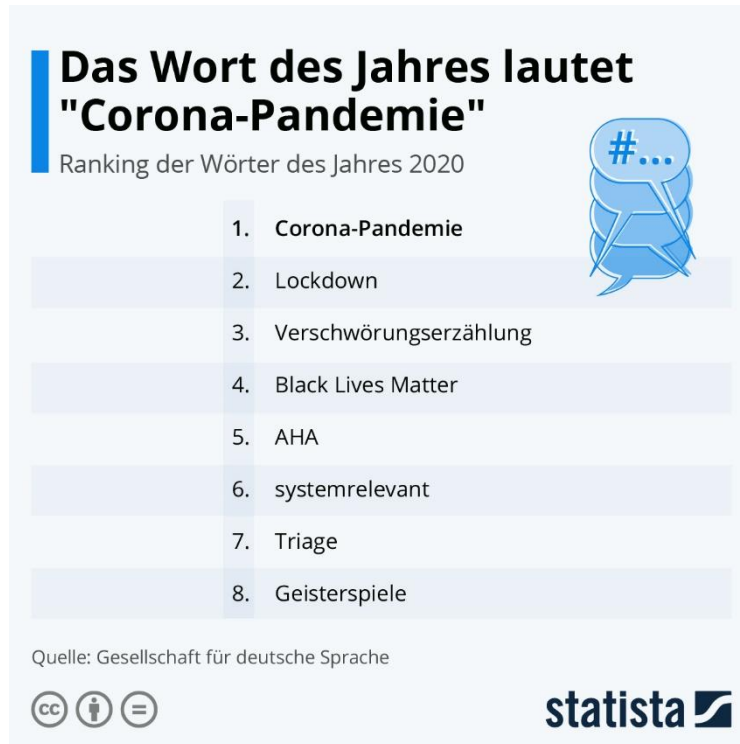 Das Wort des Jahres lautet
"Corona-Pandemie"
Ranking der Wörter des Jahres 2020
#...
1. Corona-Pandemie
2. Lockdown
3. Verschwörungserzählung
4. Black Lives Matter
5. AHA
6. systemrelevant
7. Triage
8. Geisterspiele
Quelle: Gesellschaft für deutsche Sprache
cc =
statista